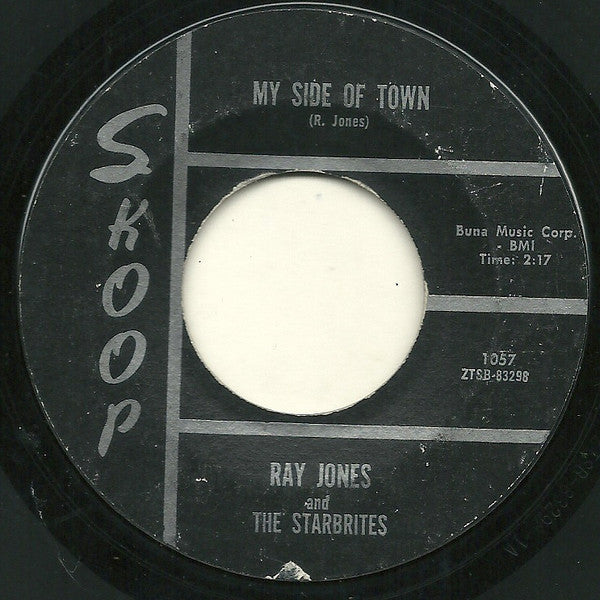 SKOOP
MY SIDE OF TOWN
(R. Jones)
Buna Music Corp.
- BMI
Time: 2:17
1057
ZTSB-83298
RAY JONES
and
THE STARBRITES